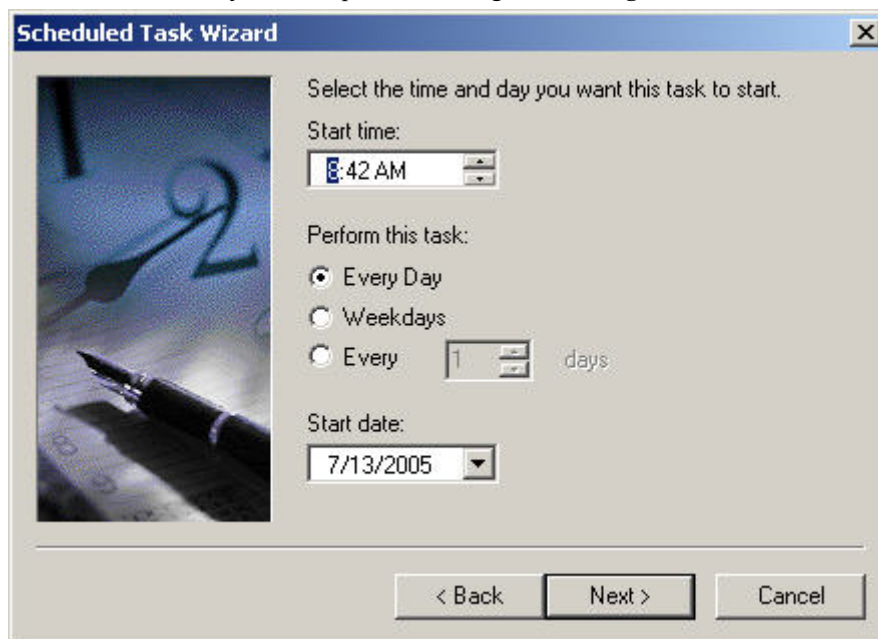 Scheduled Task Wizard
Select the time and day you want this task to start.
Start time:
8:42 AM
Perform this task:
Every Day
Weekdays
Every 1 days
Start date:
7/13/2005
< Back Next > Cancel
2